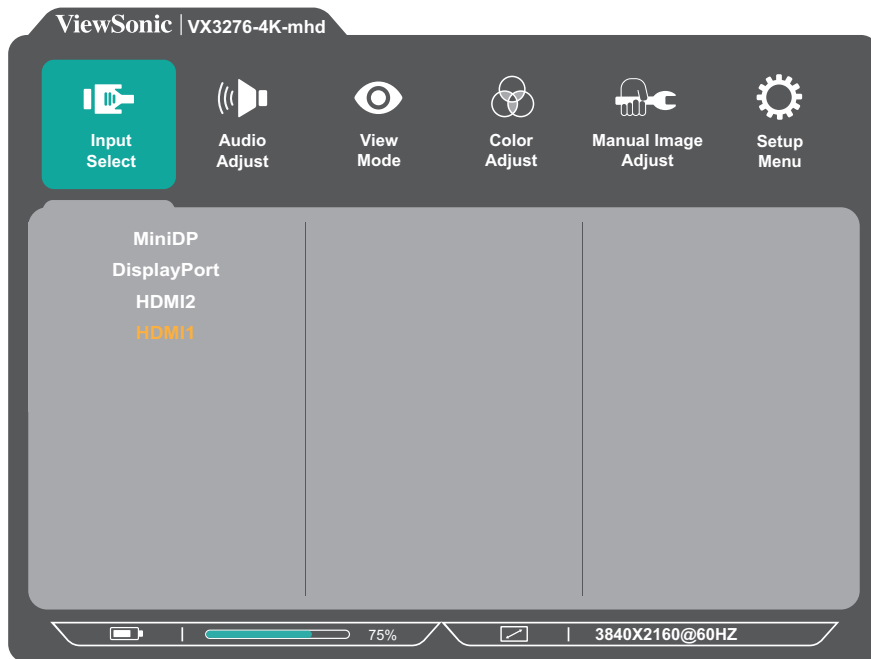 ViewSonic | VX3276-4K-mhd
Input
Select
Audio
Adjust
View
Mode
Color
Adjust
Manual Image
Adjust
Setup
Menu
MiniDP
DisplayPort
HDMI2
HDMI1
75%
3840X2160@60HZ